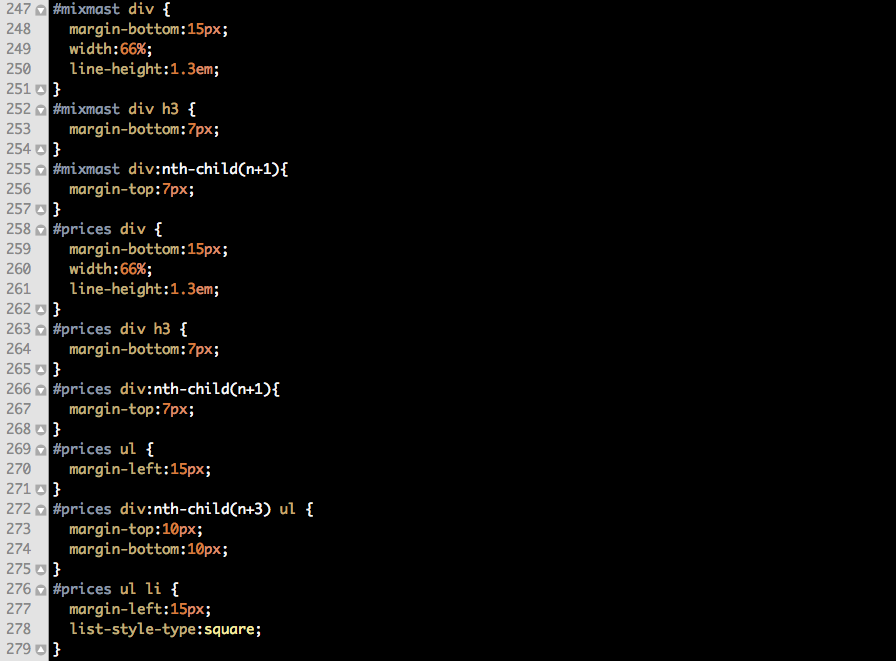 247 #mixmast div {
248   margin-bottom:15px;
249   width:66%;
250   line-height:1.3em;
251 }
252 #mixmast div h3 {
253   margin-bottom:7px;
254 }
255 #mixmast div:nth-child(n+1){
256   margin-top:7px;
257 }
258 #prices div {
259   margin-bottom:15px;
260   width:66%;
261   line-height:1.3em;
262 }
263 #prices div h3 {
264   margin-bottom:7px;
265 }
266 #prices div:nth-child(n+1){
267   margin-top:7px;
268 }
269 #prices ul {
270   margin-left:15px;
271 }
272 #prices div:nth-child(n+3) ul {
273   margin-top:10px;
274   margin-bottom:10px;
275 }
276 #prices ul li {
277   margin-left:15px;
278   list-style-type:square;
279 }